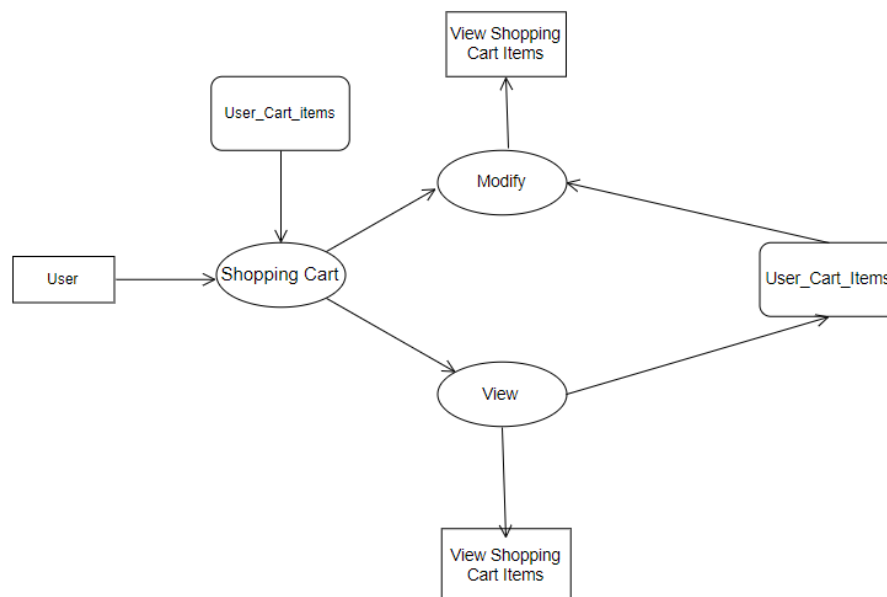 View Shopping
Cart Items
User_Cart_items
Modify
User
Shopping Cart
User_Cart_Items
View
View Shopping
Cart Items